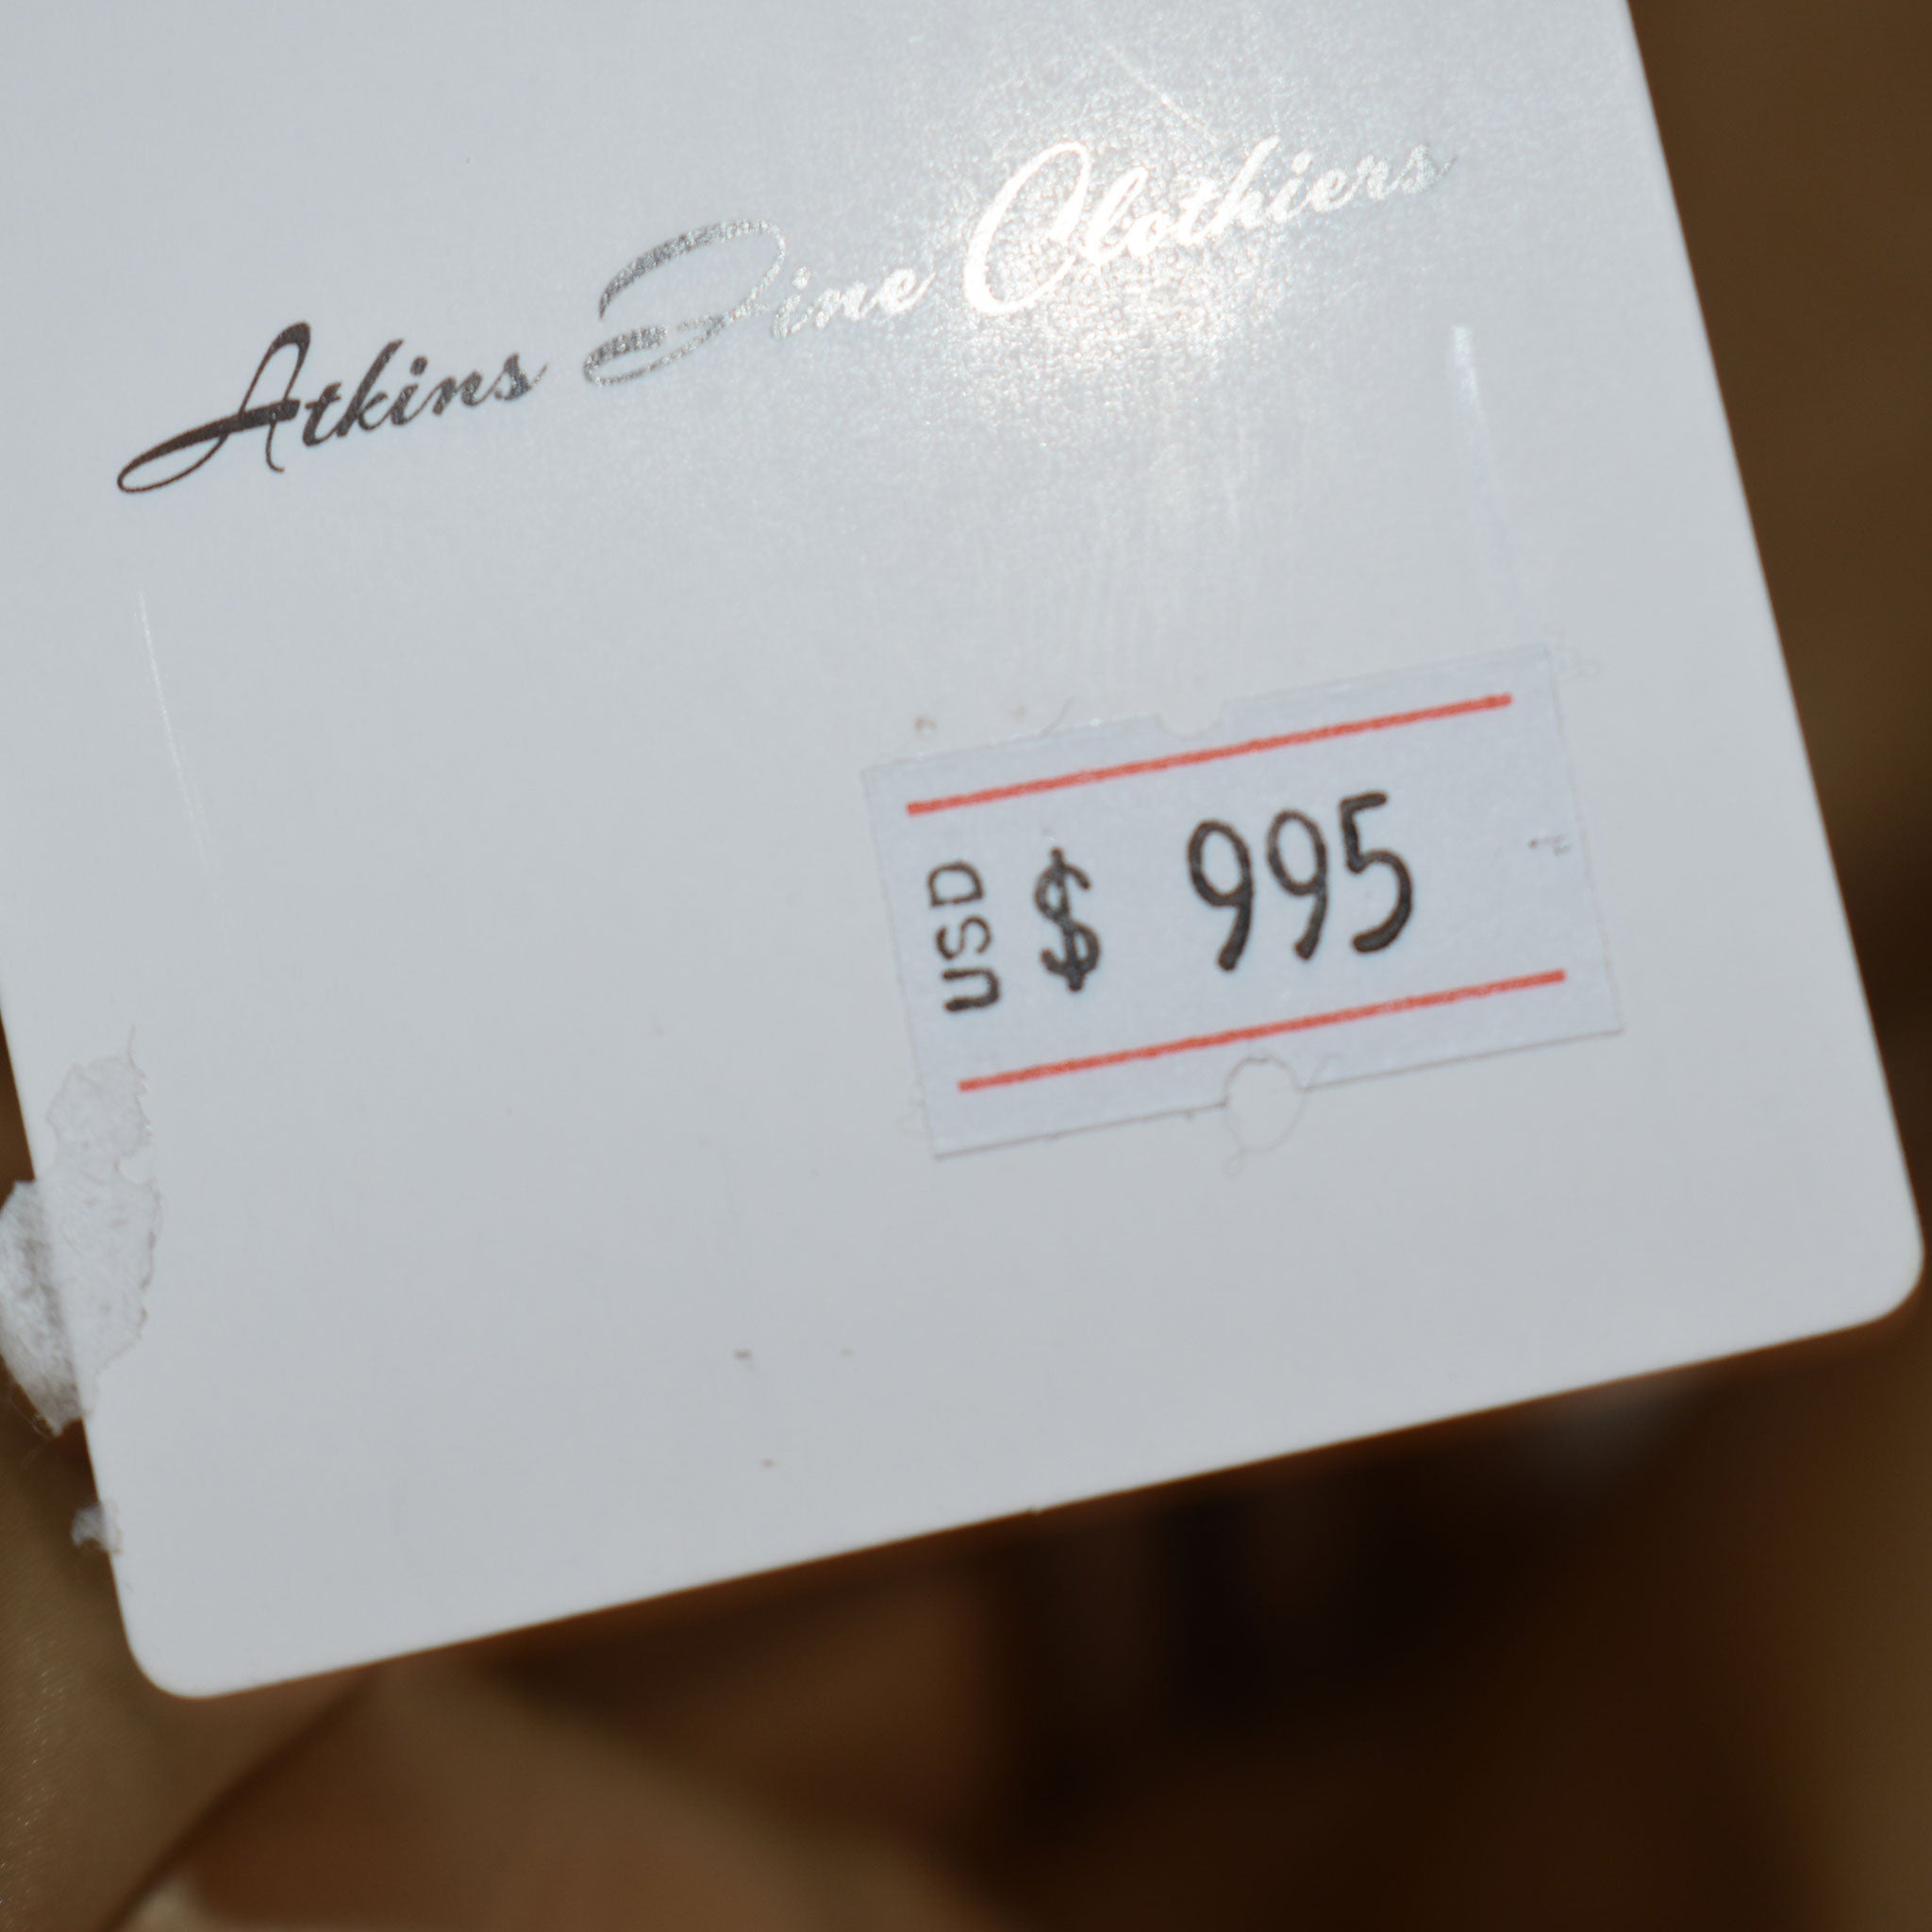 Atkins Fine Clothiers
USD $ 995